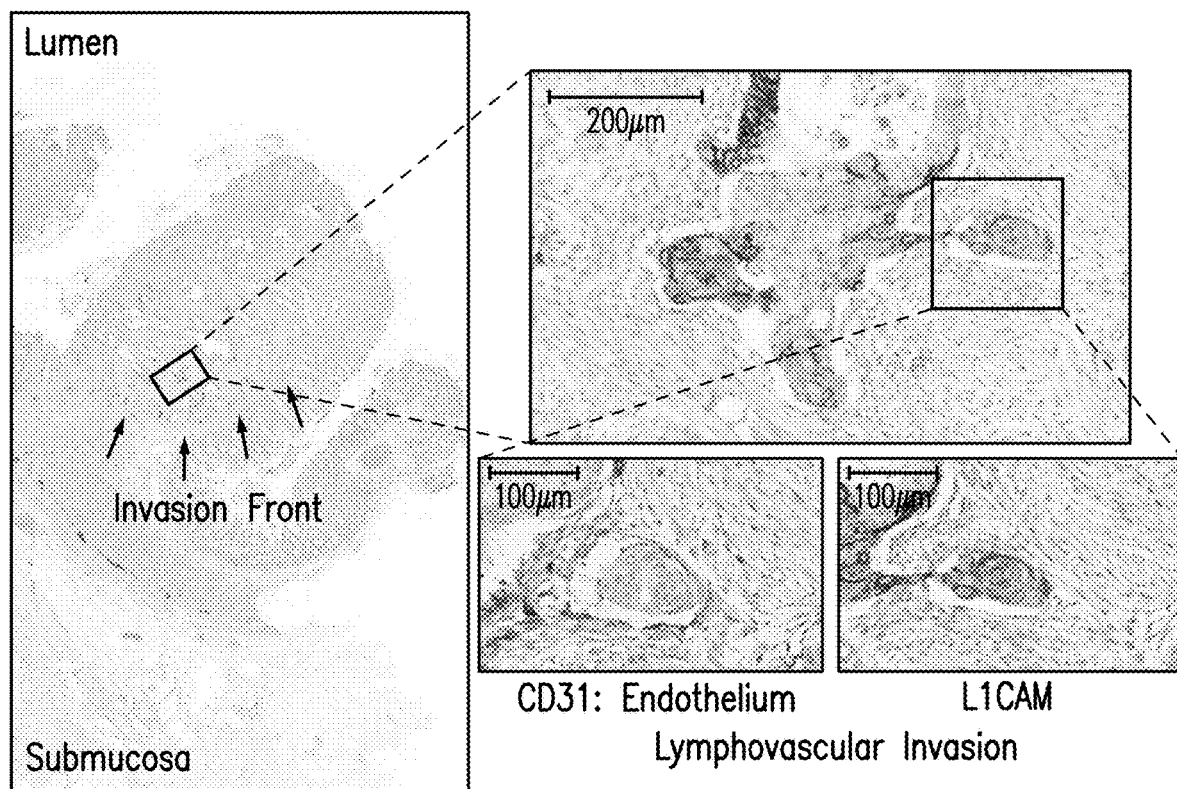 Lumen
Invasion Front
Submucosa
200μm
100μm
100μm
CD31: Endothelium
L1CAM
Lymphovascular Invasion